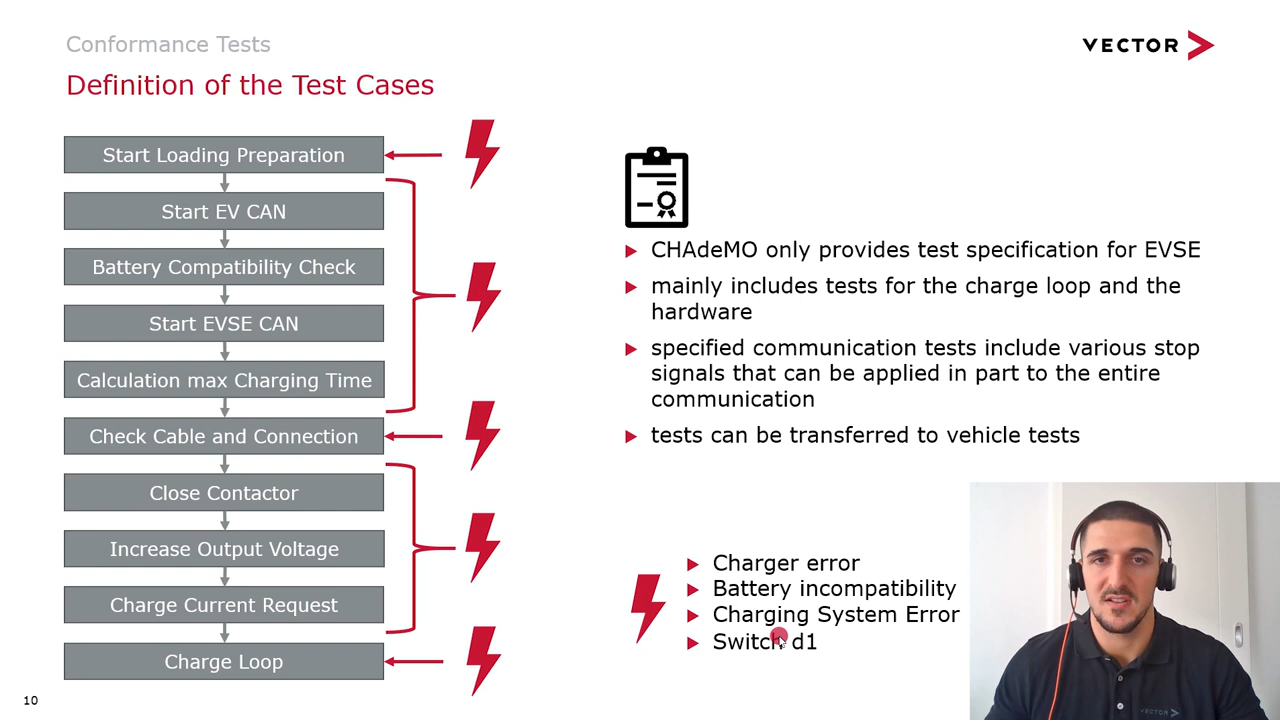 Conformance Tests
VECTOR
Definition of the Test Cases
Start Loading Preparation
Start EV CAN
Battery Compatibility Check
Start EVSE CAN
Calculation max Charging Time
Check Cable and Connection
Close Contactor
Increase Output Voltage
Charge Current Request
Charge Loop
CHAdeMO only provides test specification for EVSE
mainly includes tests for the charge loop and the
hardware
specified communication tests include various stop
signals that can be applied in part to the entire
communication
tests can be transferred to vehicle tests
Charger error
Battery incompatibility
Charging System Error
Switch d1
VECTOR
10